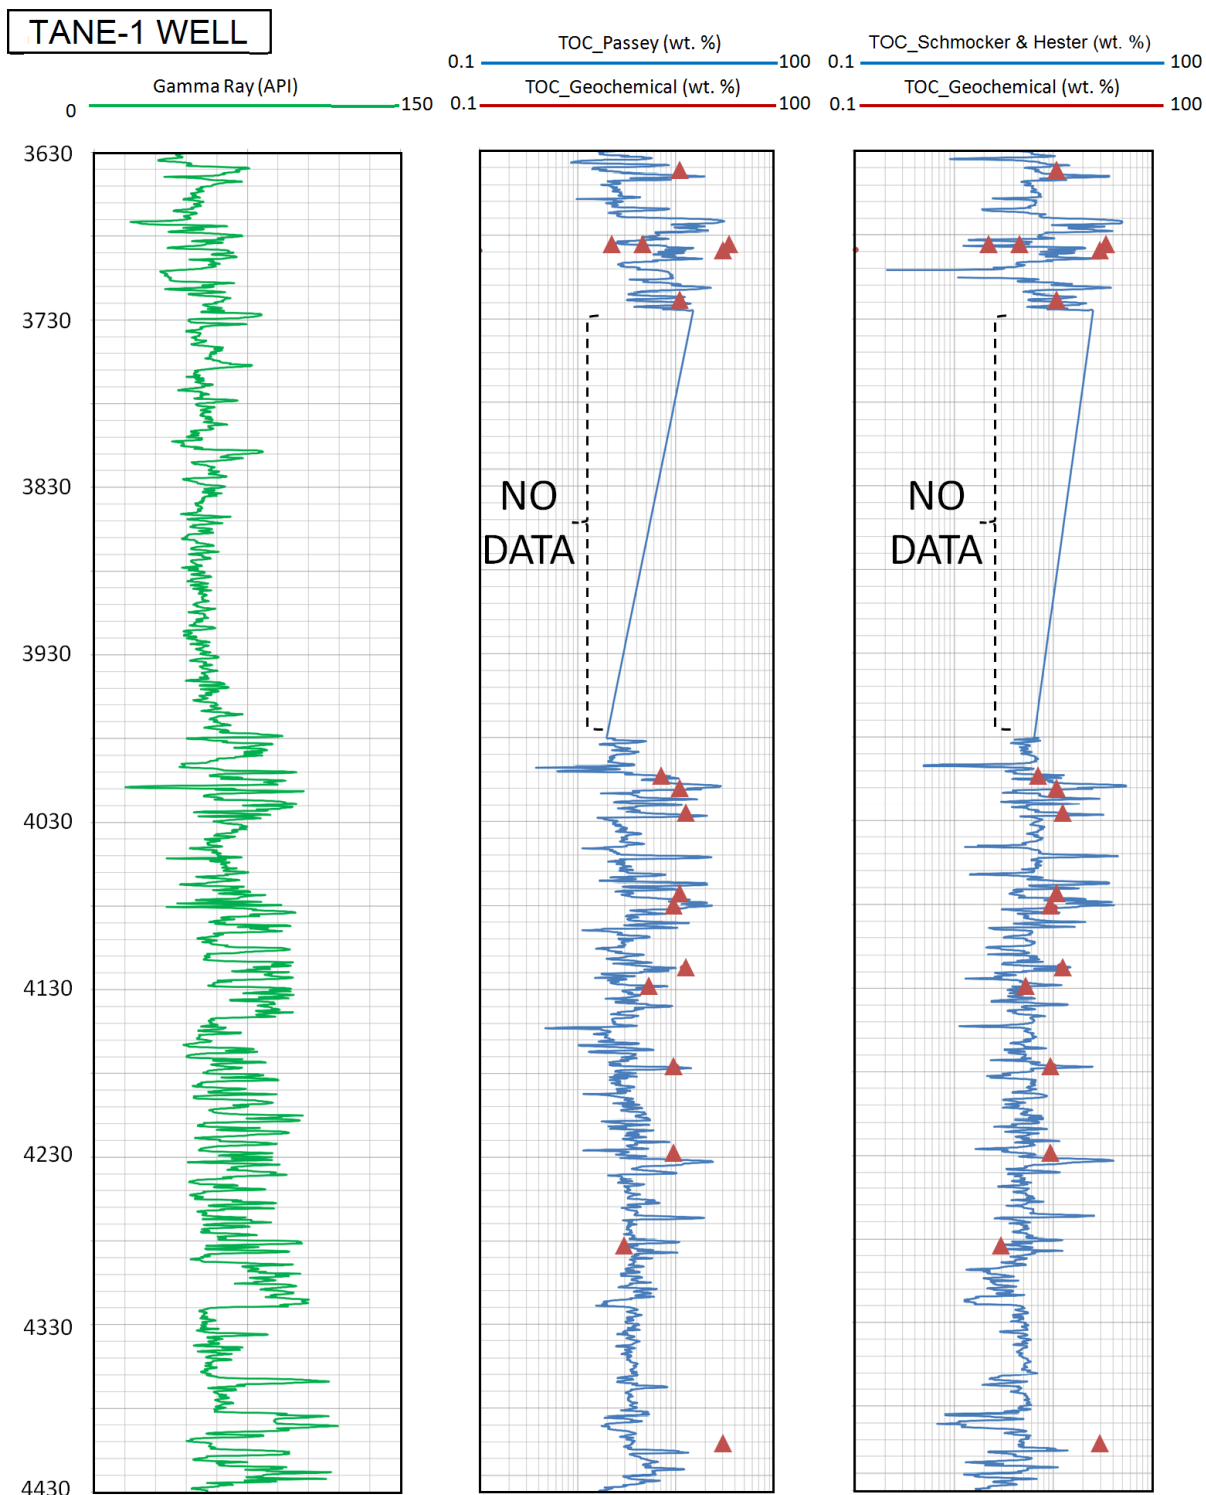 TANE-1 WELL
TOC_Passey (wt. %)
0.1 100
TOC_Schmocker & Hester (wt. %)
0.1 100
Gamma Ray (API)
0 150
TOC_Geochemical (wt. %)
0.1 100
TOC_Geochemical (wt. %)
0.1 100
3630
3730
3830
3930
4030
4130
4230
4330
4430
NO
DATA
NO
DATA